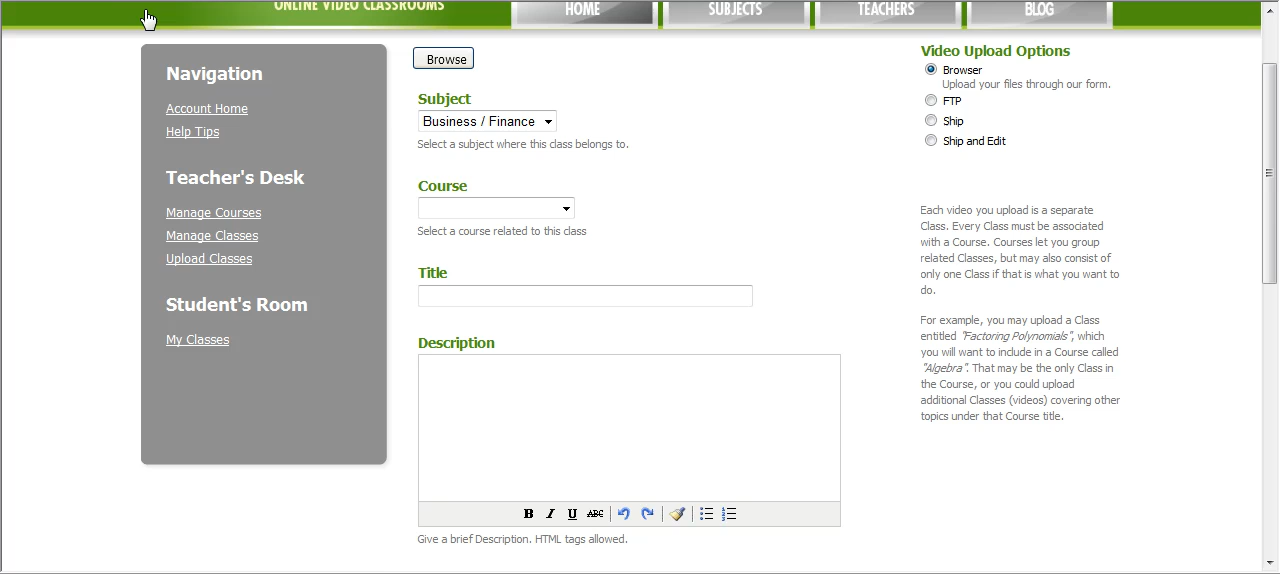 ONLINE VIDEO CLASSROOMS
HOME
SUBJECTS
TEACHERS
BLOG
Navigation
Account Home
Help Tips
Teacher's Desk
Manage Courses
Manage Classes
Upload Classes
Student's Room
My Classes
Browse
Subject
Business / Finance
Select a subject where this class belongs to.
Course
Select a course related to this class
Title
Description
B I U ABC
Give a brief Description. HTML tags allowed.
Video Upload Options
Browser
Upload your files through our form.
FTP
Ship
Ship and Edit
Each video you upload is a separate
Class. Every Class must be associated
with a Course. Courses let you group
related Classes, but may also consist of
only one Class if that is what you want to
do.
For example, you may upload a Class
entitled "Factoring Polynomials", which
you will want to include in a Course called
"Algebra". That may be the only Class in
the Course, or you could upload
additional Classes (videos) covering other
topics under that Course title.